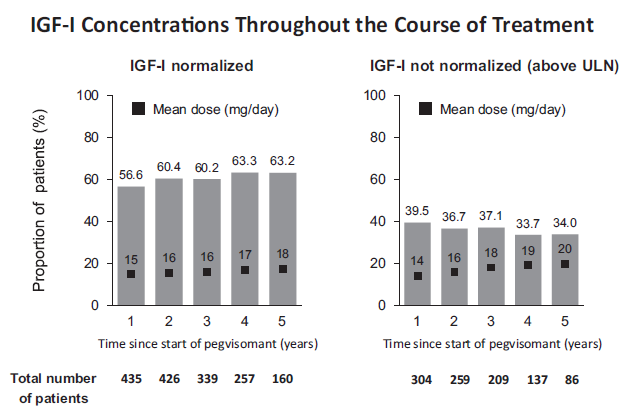 IGF-I Concentrations Throughout the Course of Treatment
IGF-I normalized
Proportion of patients (%)
100
80
60
40
20
0
Mean dose (mg/day)
56.6
60.4
60.2
63.3
63.2
15
16
16
17
18
1 2 3 4 5
Time since start of pegvisomant (years)
IGF-I not normalized (above ULN)
100
80
60
40
20
0
Mean dose (mg/day)
39.5
36.7
37.1
33.7
34.0
14
16
18
19
20
1 2 3 4 5
Time since start of pegvisomant (years)
Total number
of patients
435 426 339 257 160
304 259 209 137 86